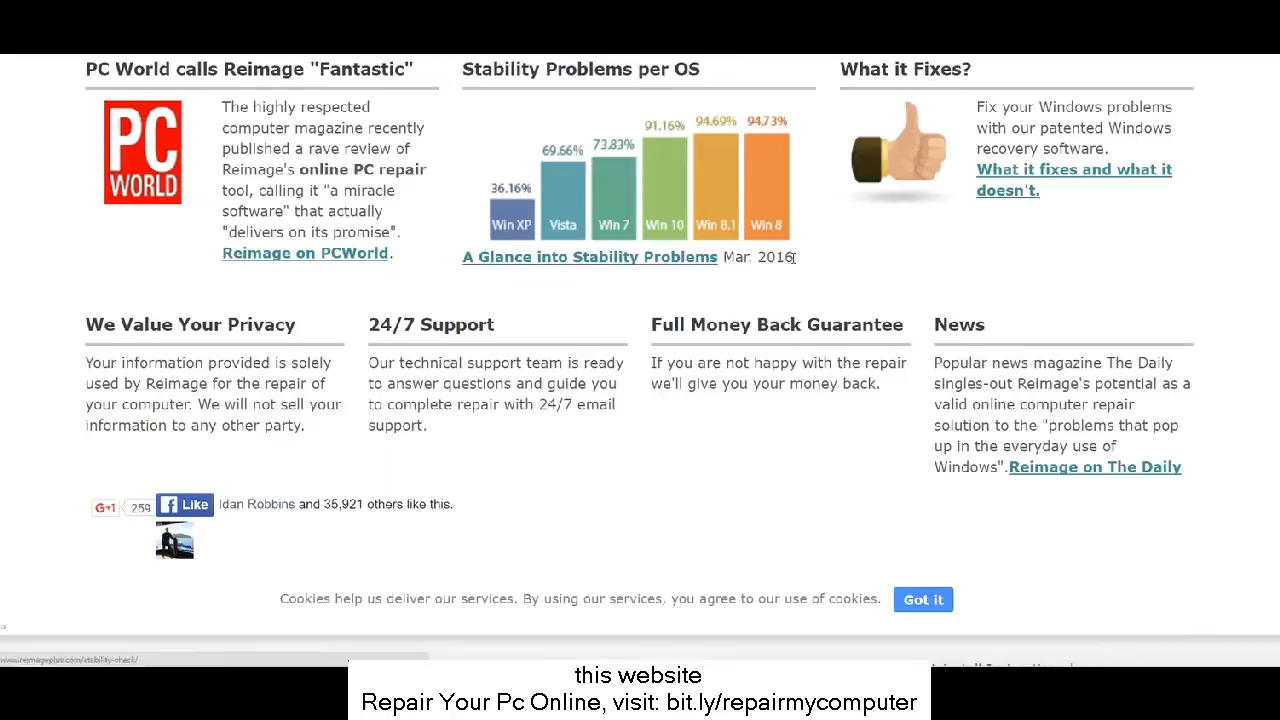 PC World calls Reimage "Fantastic"
PC
WORLD
The highly respected
computer magazine recently
published a rave review of
Reimage's online PC repair
tool, calling it "a miracle
software" that actually
"delivers on its promise".
Reimage on PCWorld.
Stability Problems per OS
36.16%
69.66%
73.83%
91.16%
94.69%
94.73%
Win XP
Vista
Win 7
Win 10
Win 8.1
Win 8
A Glance into Stability Problems Mar. 2016
What it Fixes?
Fix your Windows problems
with our patented Windows
recovery software.
What it fixes and what it
doesn't.
We Value Your Privacy
Your information provided is solely
used by Reimage for the repair of
your computer. We will not sell your
information to any other party.
24/7 Support
Our technical support team is ready
to answer questions and guide you
to complete repair with 24/7 email
support.
Full Money Back Guarantee
If you are not happy with the repair
we'll give you your money back.
News
Popular news magazine The Daily
singles-out Reimage's potential as a
valid online computer repair
solution to the "problems that pop
up in the everyday use of
Windows".Reimage on The Daily
G+1 259 Like Idan Robbins and 35,921 others like this.
Cookies help us deliver our services. By using our services, you agree to our use of cookies. Got it
www.reimageplus.com/stability-check/
this website
Repair Your Pc Online, visit: bit.ly/repairmycomputer